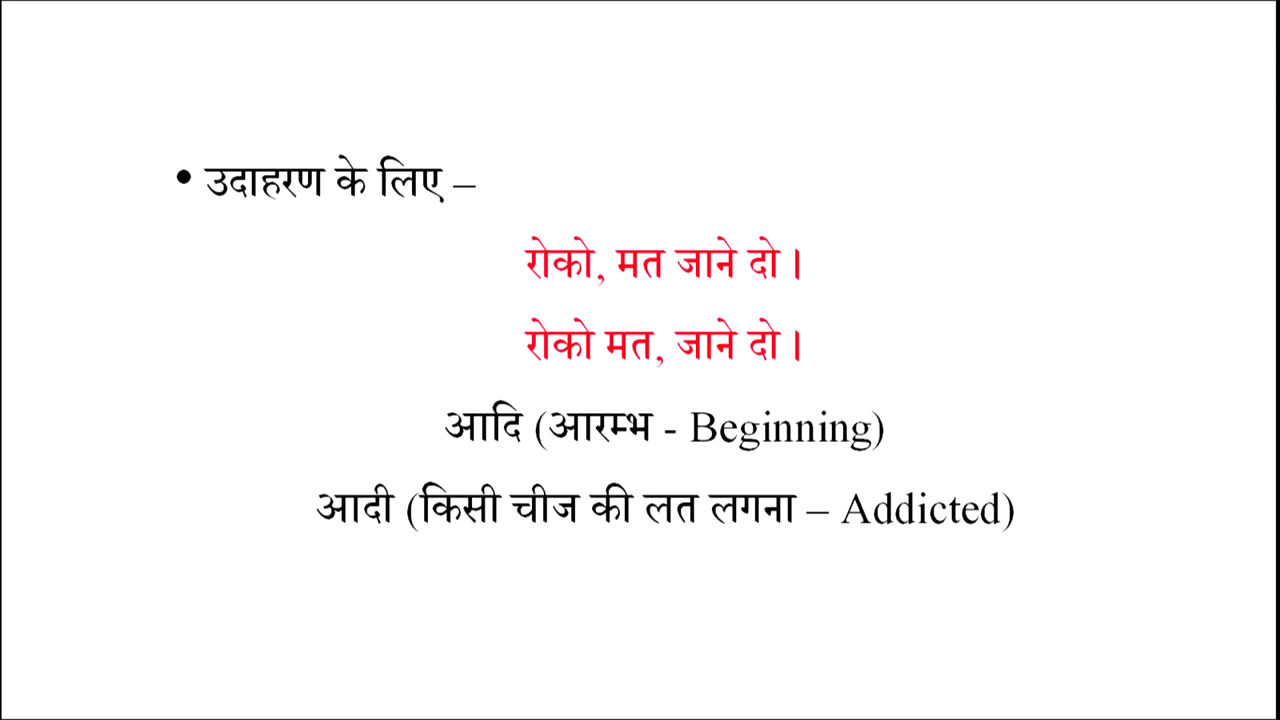 • उदाहरण के लिए –
रोको, मत जाने दो ।
रोको मत, जाने दो ।
आदि (आरम्भ - Beginning)
आदी (किसी चीज की लत लगना – Addicted)